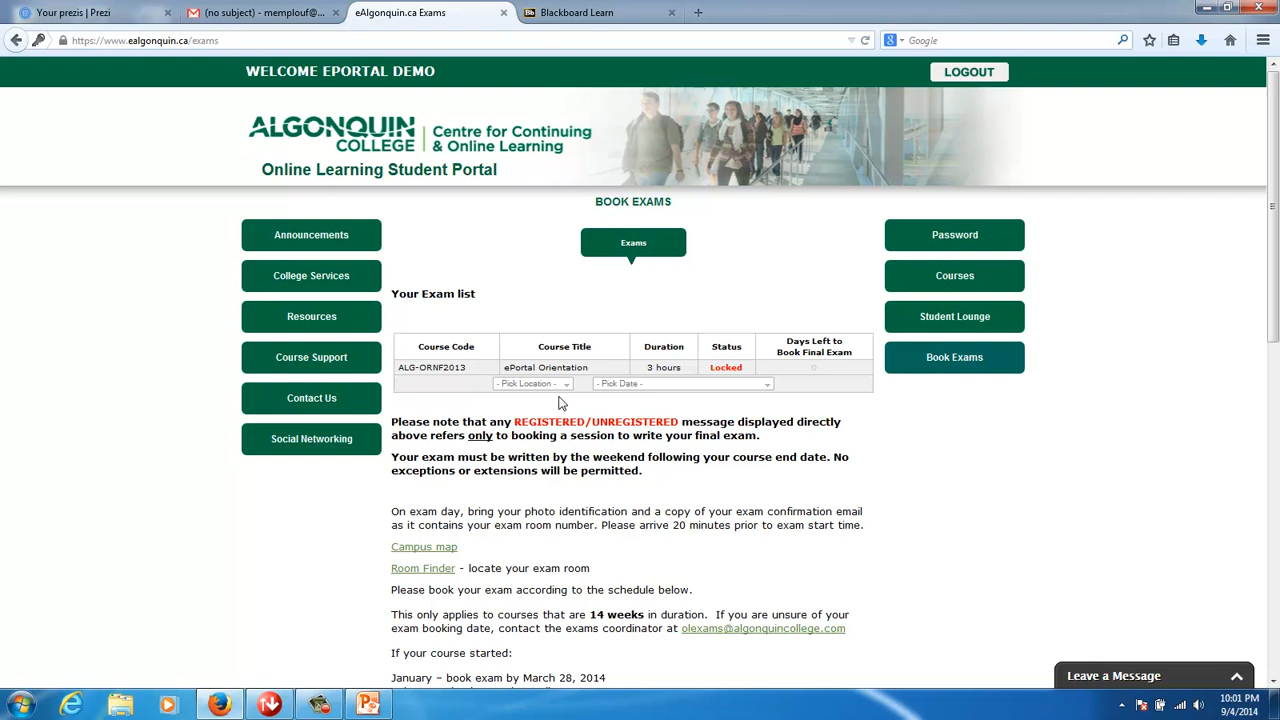 Your prezis | Prezi
(no subject) - memplouf@...
eAlgonquin.ca Exams
Blackboard Learn
https://www.ealgonquin.ca/exams
Google
WELCOME EPORTAL DEMO
LOGOUT
ALGONQUIN COLLEGE
Centre for Continuing & Online Learning
Online Learning Student Portal
BOOK EXAMS
Announcements
College Services
Resources
Course Support
Contact Us
Social Networking
Exams
Password
Courses
Student Lounge
Book Exams
Your Exam list
Course Code Course Title Duration Status Days Left to Book Final Exam
ALG-ORNF2013 ePortal Orientation 3 hours Locked 0
- Pick Location - - Pick Date -
Please note that any REGISTERED/UNREGISTERED message displayed directly
above refers only to booking a session to write your final exam.
Your exam must be written by the weekend following your course end date. No
exceptions or extensions will be permitted.
On exam day, bring your photo identification and a copy of your exam confirmation email
as it contains your exam room number. Please arrive 20 minutes prior to exam start time.
Campus map
Room Finder - locate your exam room
Please book your exam according to the schedule below.
This only applies to courses that are 14 weeks in duration. If you are unsure of your
exam booking date, contact the exams coordinator at olexams@algonquincollege.com
If your course started:
January – book exam by March 28, 2014
Leave a Message
10:01 PM
9/4/2014